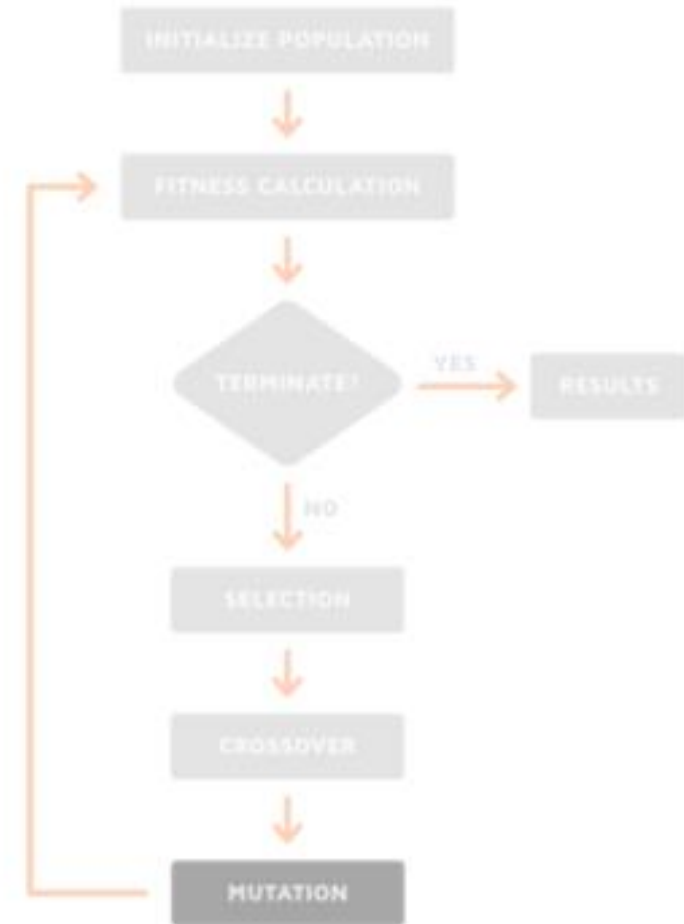 INITIALIZE POPULATION
FITNESS CALCULATION
TERMINATE?
YES
RESULTS
NO
SELECTION
CROSSOVER
MUTATION